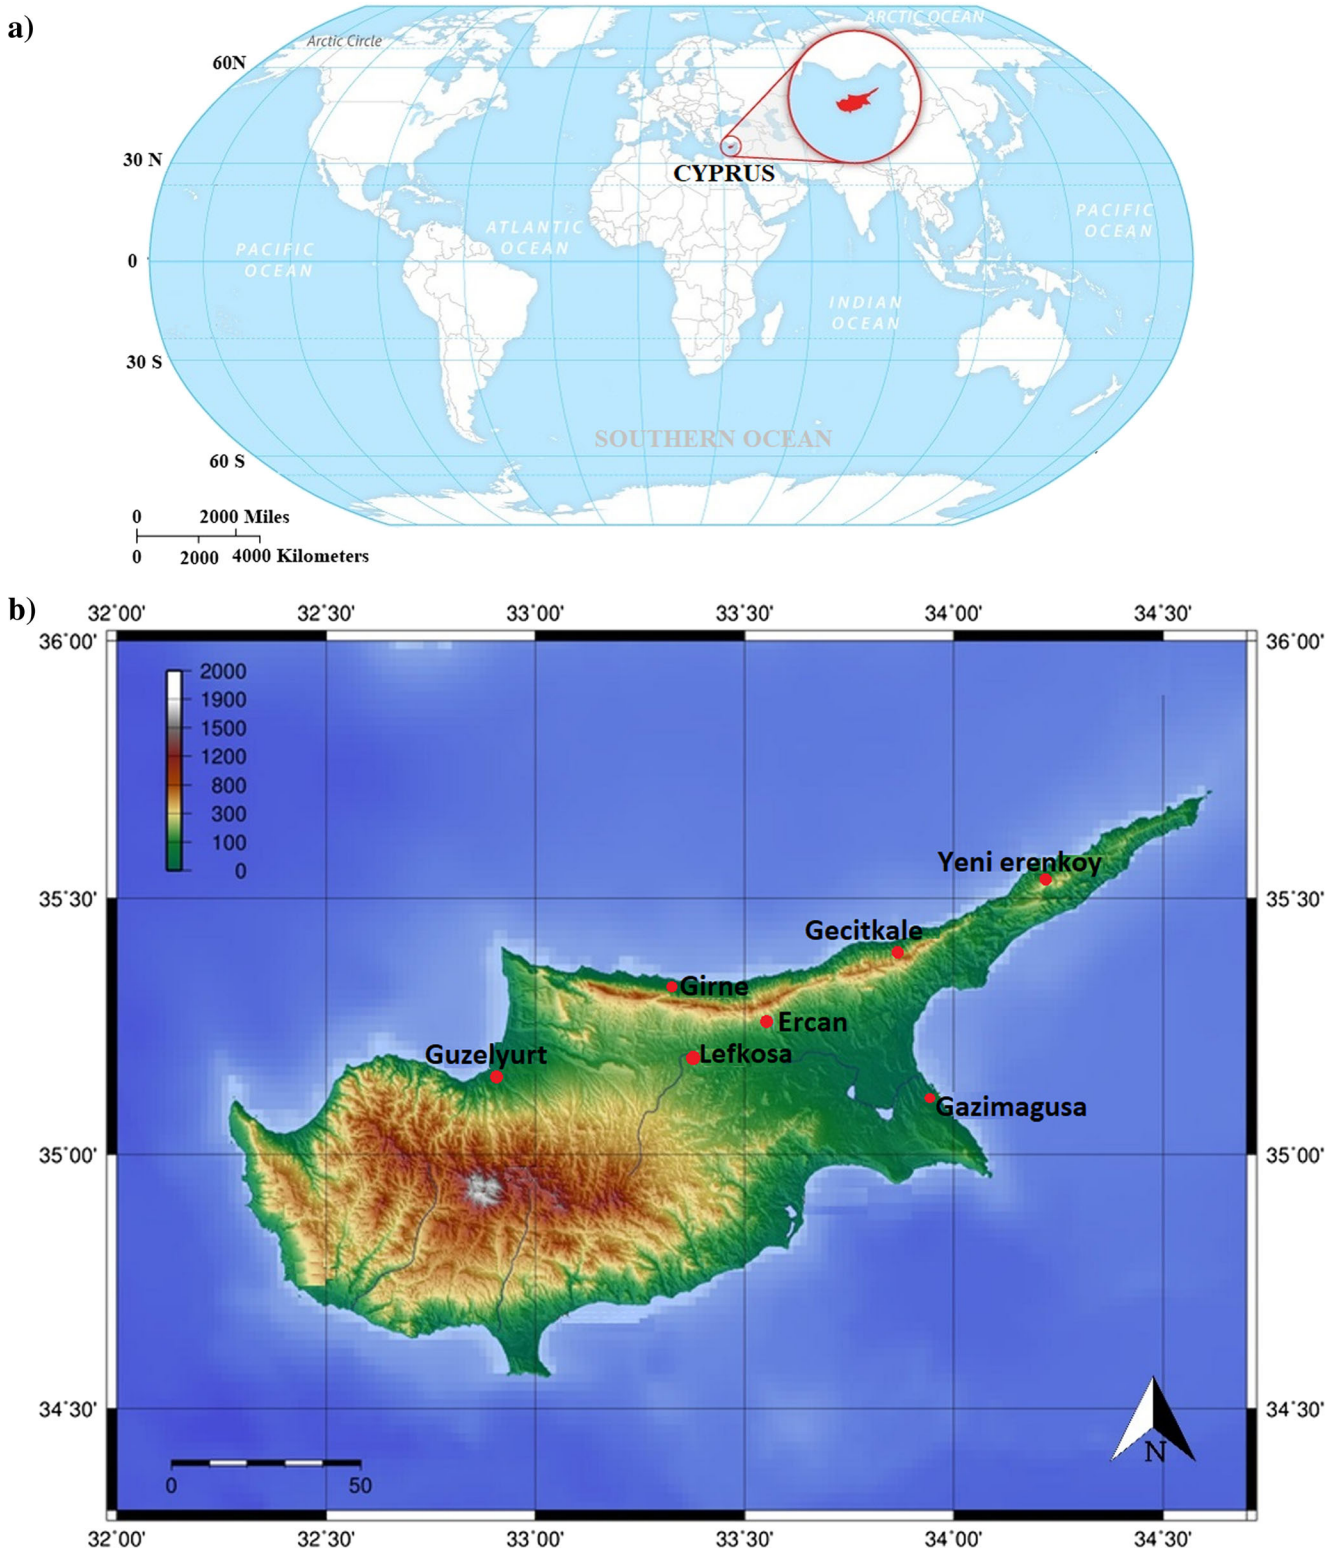 a)
ARCTIC OCEAN
Arctic Circle
60N
30 N
CYPRUS
ATLANTIC
OCEAN
PACIFIC
OCEAN
PACIFIC
OCEAN
0
INDIAN
OCEAN
30 S
SOUTHERN OCEAN
60 S
0 2000 Miles
0 2000 4000 Kilometers
b)
32°00' 32°30' 33°00' 33°30' 34°00' 34°30'
36°00' 36°00'
2000
1900
1500
1200
800
300
100
0
Yeni erenkoy
35°30' 35°30'
Gecitkale
Girne
Ercan
Lefkosa
Guzelyurt
Gazimagusa
35°00' 35°00'
34°30' 34°30'
N
0 50
32°00' 32°30' 33°00' 33°30' 34°00' 34°30'